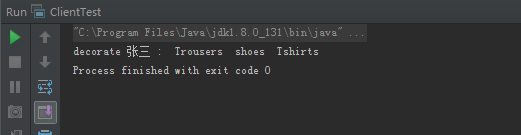 Run ClientTest
"C:\Program Files\Java\jdk1.8.0_131\bin\java" ...
decorate 张三 :  Trousers  shoes  Tshirts
Process finished with exit code 0